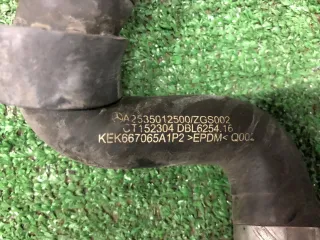 A2535012500/ZGS002
CT152304 DBL6254.16
KEK667065A1P2 >EPDM< Q002